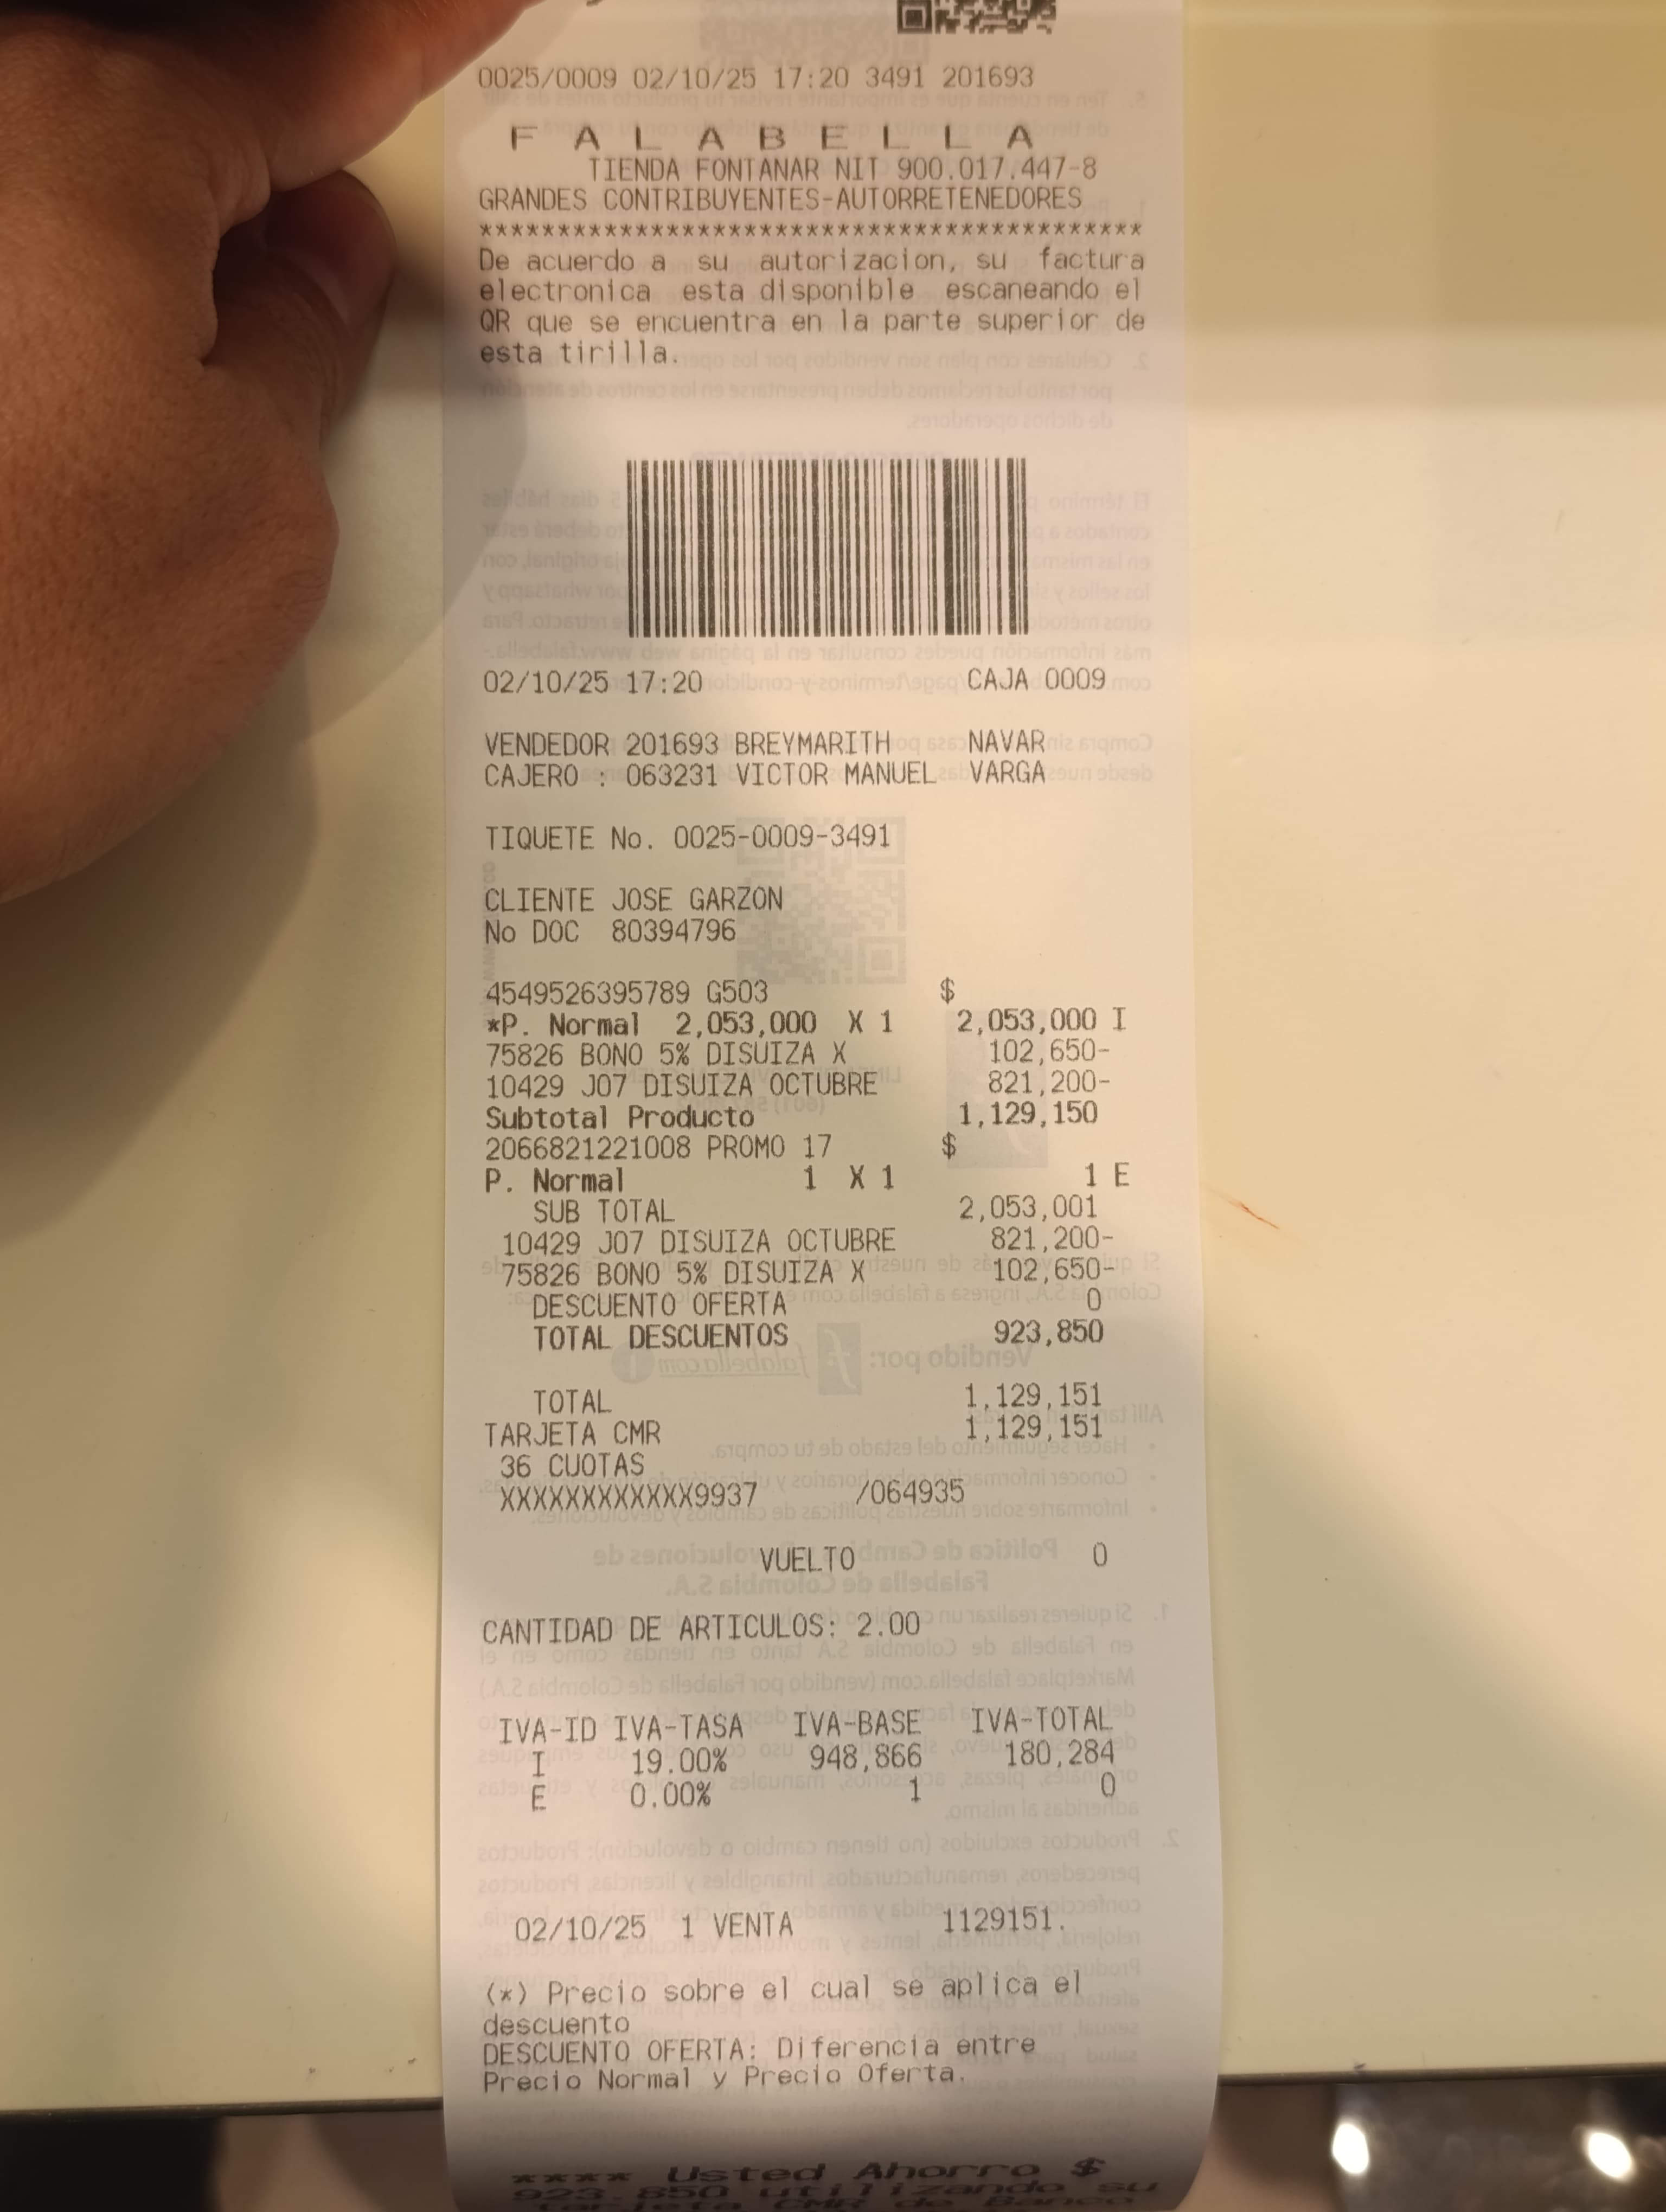 0025/0009 02/10/25 17:20 3491 201693
F A L A B E L L A
TIENDA FONTANAR NIT 900.017.447-8
GRANDES CONTRIBUYENTES-AUTORRETENEDORES
******************************************
De acuerdo a su autorizacion, su factura
electronica esta disponible escaneando el
QR que se encuentra en la parte superior de
esta tirilla.
02/10/25 17:20 CAJA 0009
VENDEDOR 201693 BREYMARITH NAVAR
CAJERO : 063231 VICTOR MANUEL VARGA
TIQUETE No. 0025-0009-3491
CLIENTE JOSE GARZON
No DOC 80394796
4549526395789 G503 $
*P. Normal 2,053,000 X 1 2,053,000 I
75826 BONO 5% DISUIZA X 102,650-
10429 J07 DISUIZA OCTUBRE 821,200-
Subtotal Producto 1,129,150
2066821221008 PROMO 17 $
P. Normal 1 X 1 1 E
SUB TOTAL 2,053,001
10429 J07 DISUIZA OCTUBRE 821,200-
75826 BONO 5% DISUIZA X 102,650-
DESCUENTO OFERTA 0
TOTAL DESCUENTOS 923,850
TOTAL 1,129,151
TARJETA CMR 1,129,151
36 CUOTAS
XXXXXXXXXXXX9937 /064935
VUELTO 0
CANTIDAD DE ARTICULOS: 2.00
IVA-ID IVA-TASA IVA-BASE IVA-TOTAL
I 19.00% 948,866 180,284
E 0.00% 1 0
02/10/25 1 VENTA 1129151.
(*) Precio sobre el cual se aplica el
descuento
DESCUENTO OFERTA: Diferencia entre
Precio Normal y Precio Oferta.
**** Usted Ahorro $
923,850 utilizando su
tarjeta CMR de Banco